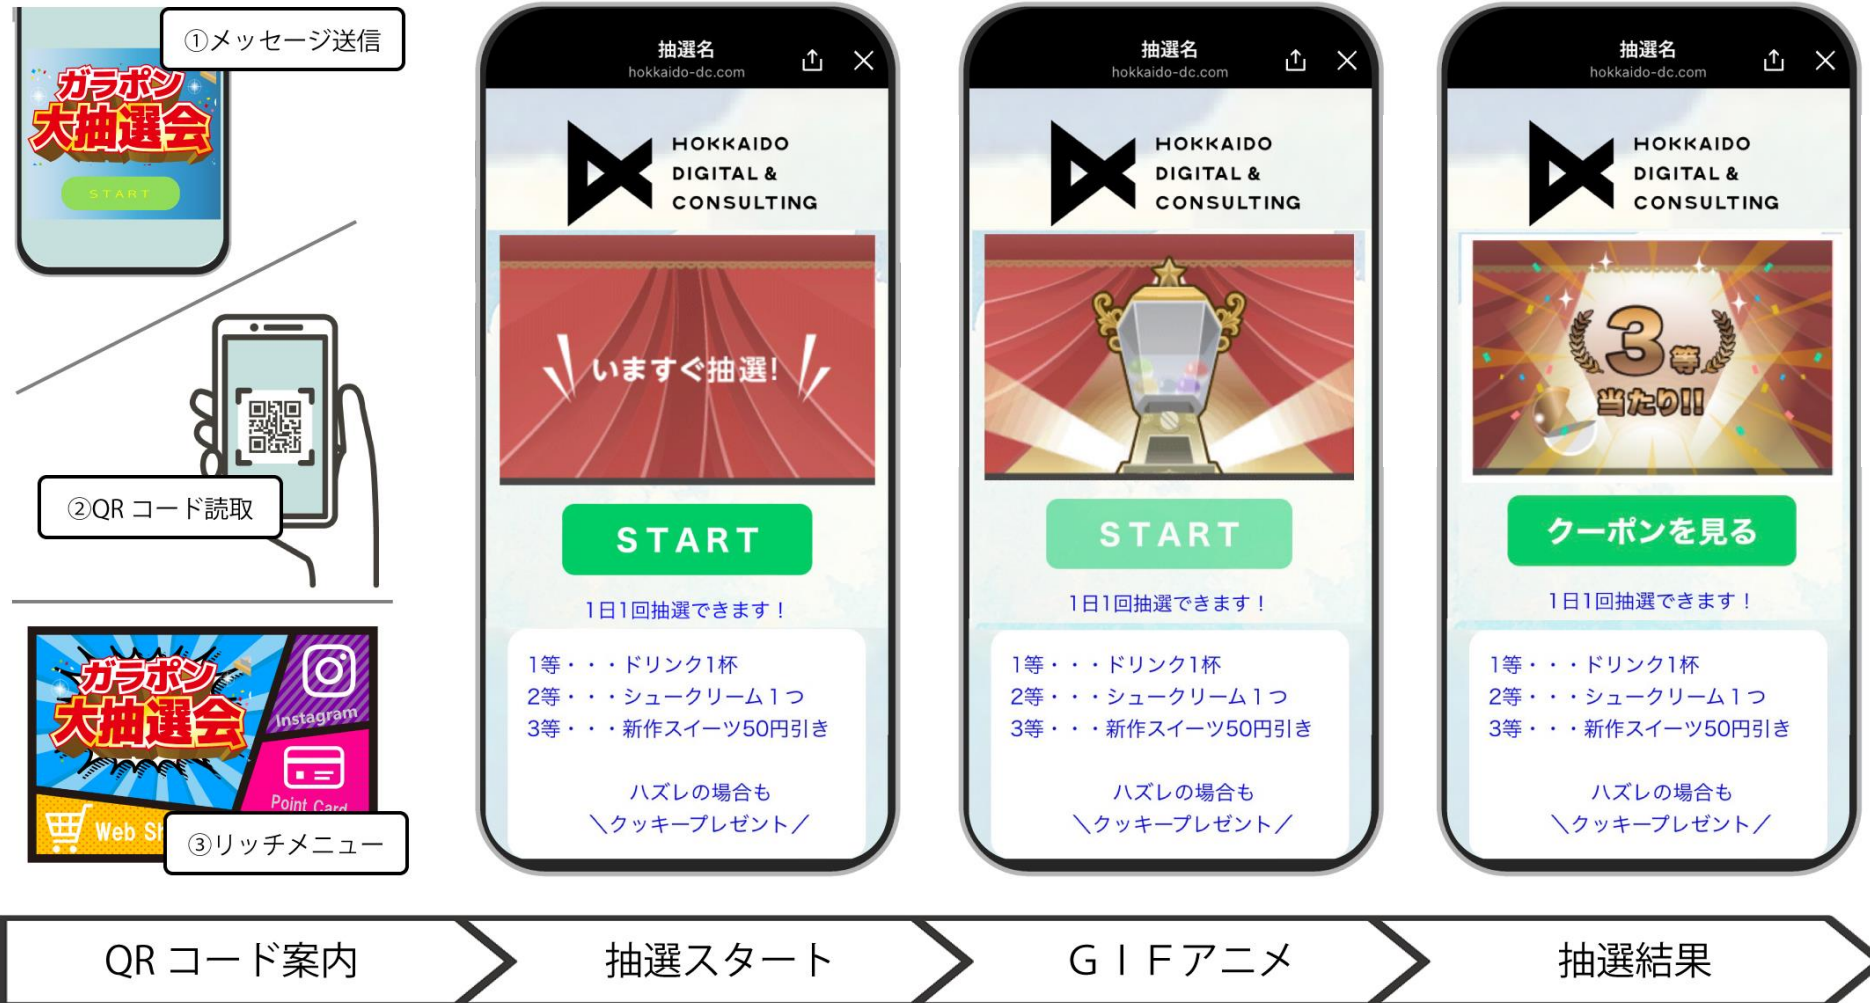 ①メッセージ送信
ガラポン
大抽選会
START
②QR コード読取
ガラポン
大抽選会
Instagram
Point Card
Web Sh
③リッチメニュー
抽選名
hokkaido-dc.com
HOKKAIDO
DIGITAL &
CONSULTING
いますぐ抽選!
START
1日1回抽選できます！
1等・・・ドリンク1杯
2等・・・シュークリーム１つ
3等・・・新作スイーツ50円引き
ハズレの場合も
＼クッキープレゼント／
抽選名
hokkaido-dc.com
HOKKAIDO
DIGITAL &
CONSULTING
START
1日1回抽選できます！
1等・・・ドリンク1杯
2等・・・シュークリーム１つ
3等・・・新作スイーツ50円引き
ハズレの場合も
＼クッキープレゼント／
抽選名
hokkaido-dc.com
HOKKAIDO
DIGITAL &
CONSULTING
3等
当たり!!
クーポンを見る
1日1回抽選できます！
1等・・・ドリンク1杯
2等・・・シュークリーム１つ
3等・・・新作スイーツ50円引き
ハズレの場合も
＼クッキープレゼント／
QR コード案内
抽選スタート
ＧＩＦアニメ
抽選結果